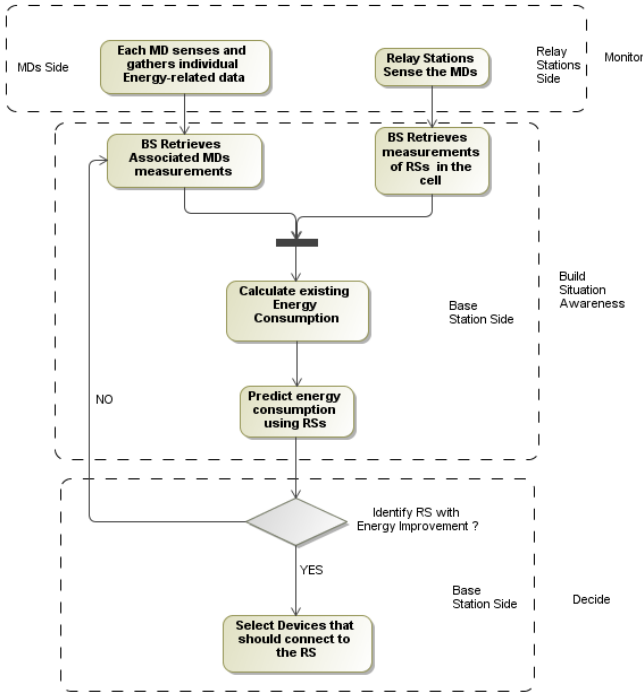 Each MD senses and
gathers individual
Energy-related data
MDs Side
Relay Stations
Sense the MDs
Relay
Stations
Side
Monitor
BS Retrieves
Associated MDs
measurements
BS Retrieves
measurements
of RSs in the
cell
Calculate existing
Energy
Consumption
Base
Station Side
Build
Situation
Awareness
Predict energy
consumption
using RSs
NO
Identify RS with
Energy Improvement ?
YES
Base
Station Side
Decide
Select Devices that
should connect to
the RS